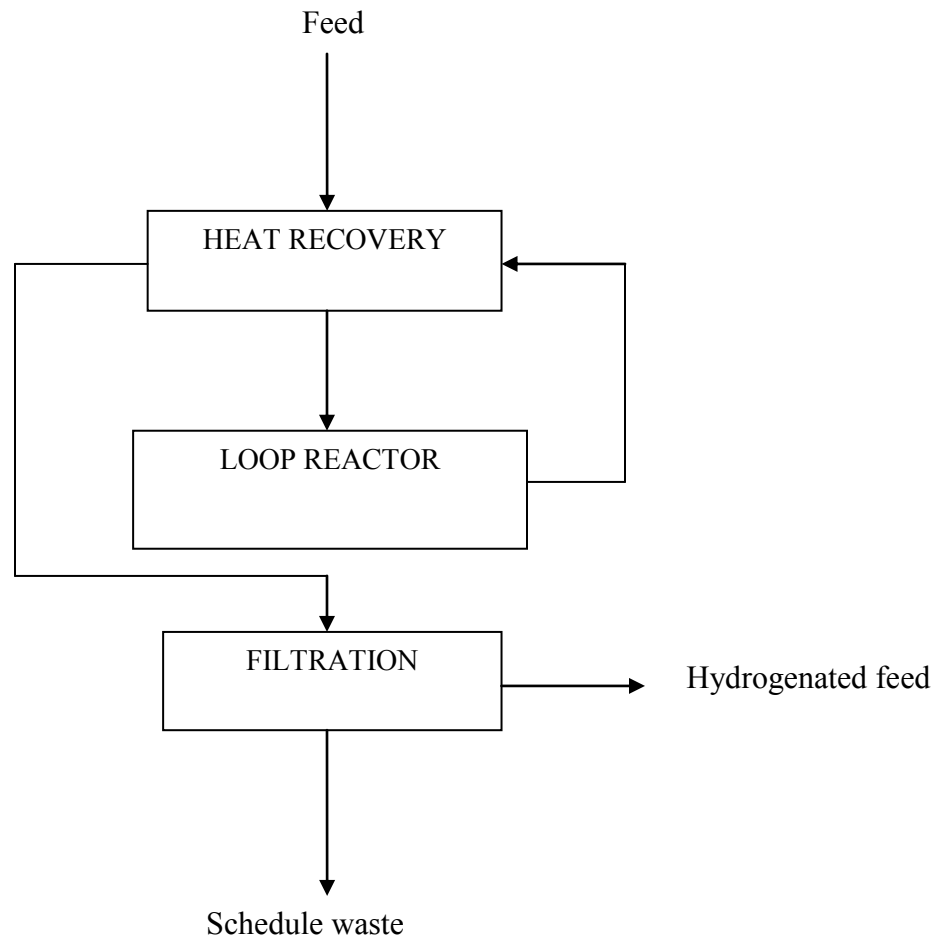 Feed
HEAT RECOVERY
LOOP REACTOR
FILTRATION
Hydrogenated feed
Schedule waste